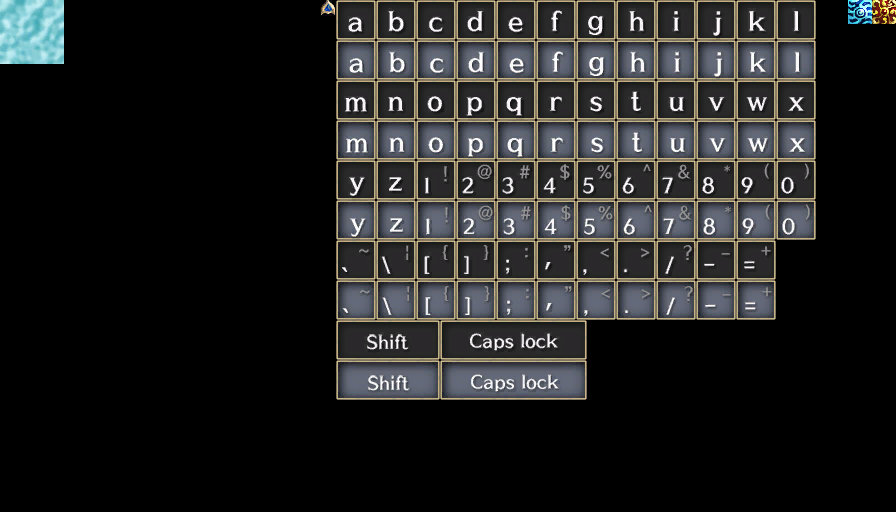 a b c d e f g h i j k l
a b c d e f g h i j k l
m n o p q r s t u v w x
m n o p q r s t u v w x
y z 1 ! 2 @ 3 # 4 $ 5 % 6 ^ 7 & 8 * 9 ( 0 )
y z 1 ! 2 @ 3 # 4 $ 5 % 6 ^ 7 & 8 * 9 ( 0 )
` ~ \ ¦ [ { ] } ; : ′ ” , < . > / ? - – = +
` ~ \ ¦ [ { ] } ; : ′ ” , < . > / ? - – = +
Shift Caps lock
Shift Caps lock